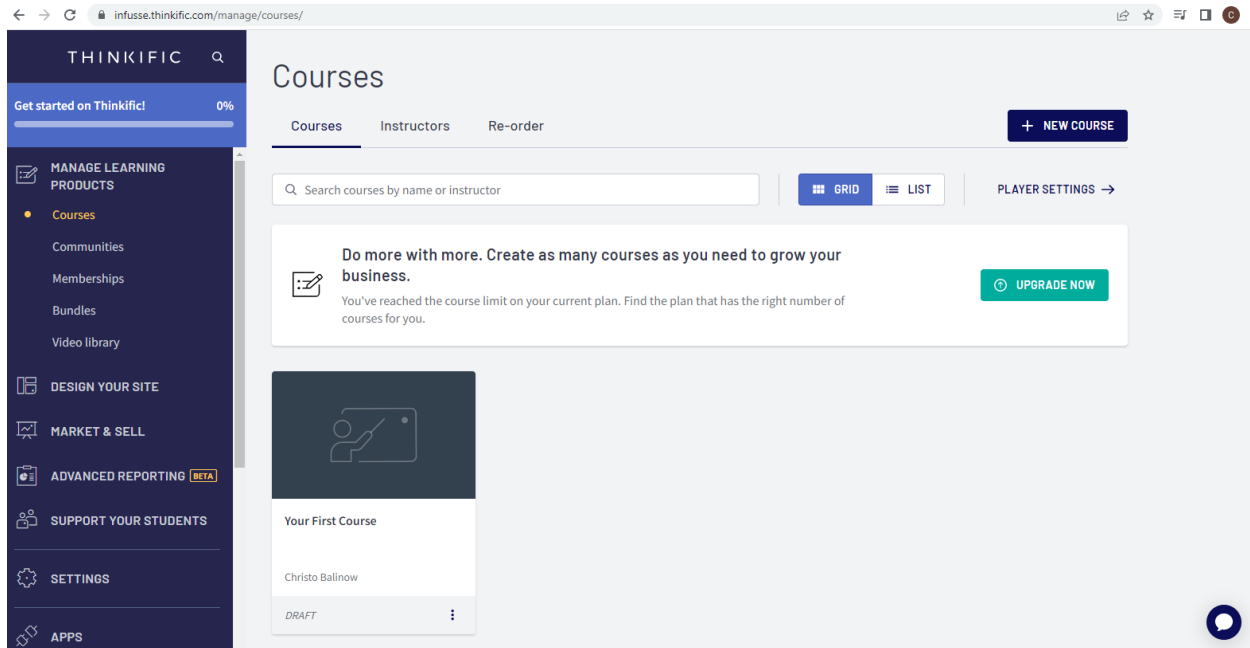 infusse.thinkific.com/manage/courses/
C
THINKIFIC
Get started on Thinkific! 0%
MANAGE LEARNING
PRODUCTS
Courses
Communities
Memberships
Bundles
Video library
DESIGN YOUR SITE
MARKET & SELL
ADVANCED REPORTING BETA
SUPPORT YOUR STUDENTS
SETTINGS
APPS
Courses
Courses Instructors Re-order
+ NEW COURSE
Search courses by name or instructor
GRID LIST
PLAYER SETTINGS →
Do more with more. Create as many courses as you need to grow your
business.
You've reached the course limit on your current plan. Find the plan that has the right number of
courses for you.
UPGRADE NOW
Your First Course
Christo Balinow
DRAFT